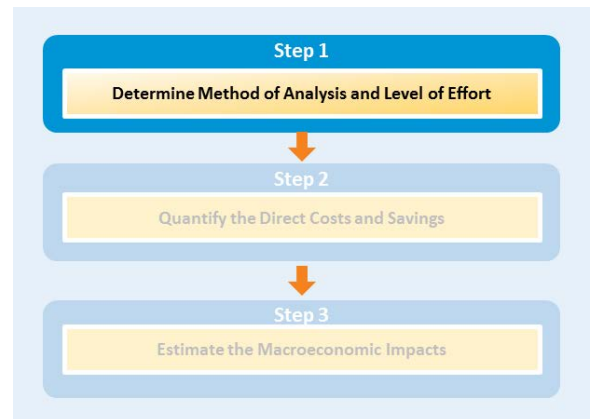 Step 1
Determine Method of Analysis and Level of Effort
Step 2
Quantify the Direct Costs and Savings
Step 3
Estimate the Macroeconomic Impacts